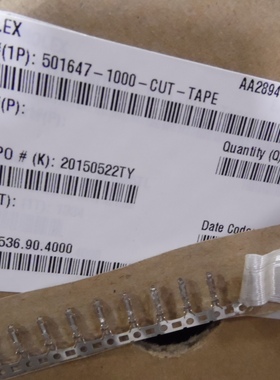 LEX
(1P): 501647-1000-CUT-TAPE
AA2894
(P):
Quantity (Q)
PO # (K): 20150522TY
T):
Date Code
536.90.4000